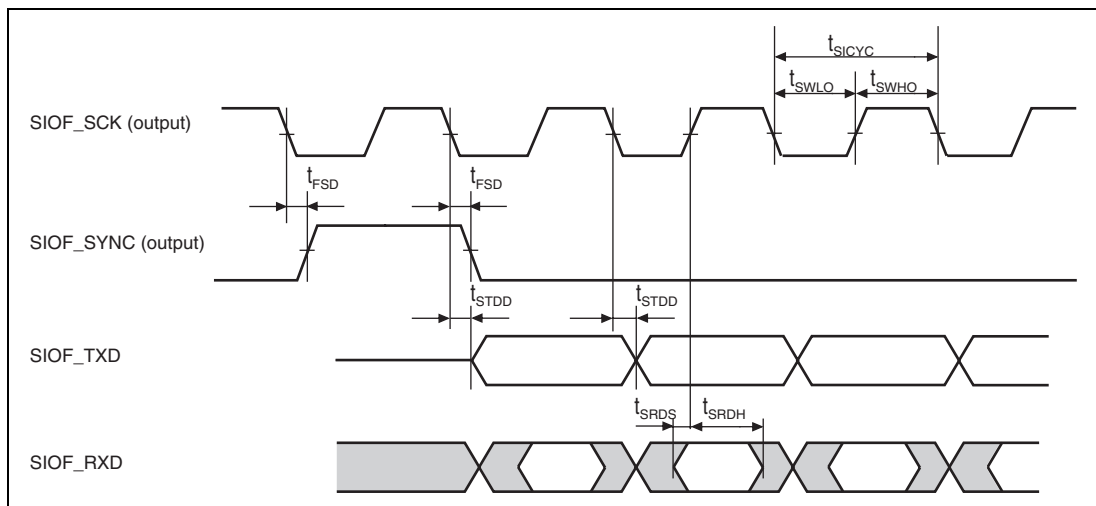 tSICYC
tSWLO tSWHO
SIOF_SCK (output)
tFSD tFSD
SIOF_SYNC (output)
tSTDD tSTDD
SIOF_TXD
tSRDS tSRDH
SIOF_RXD